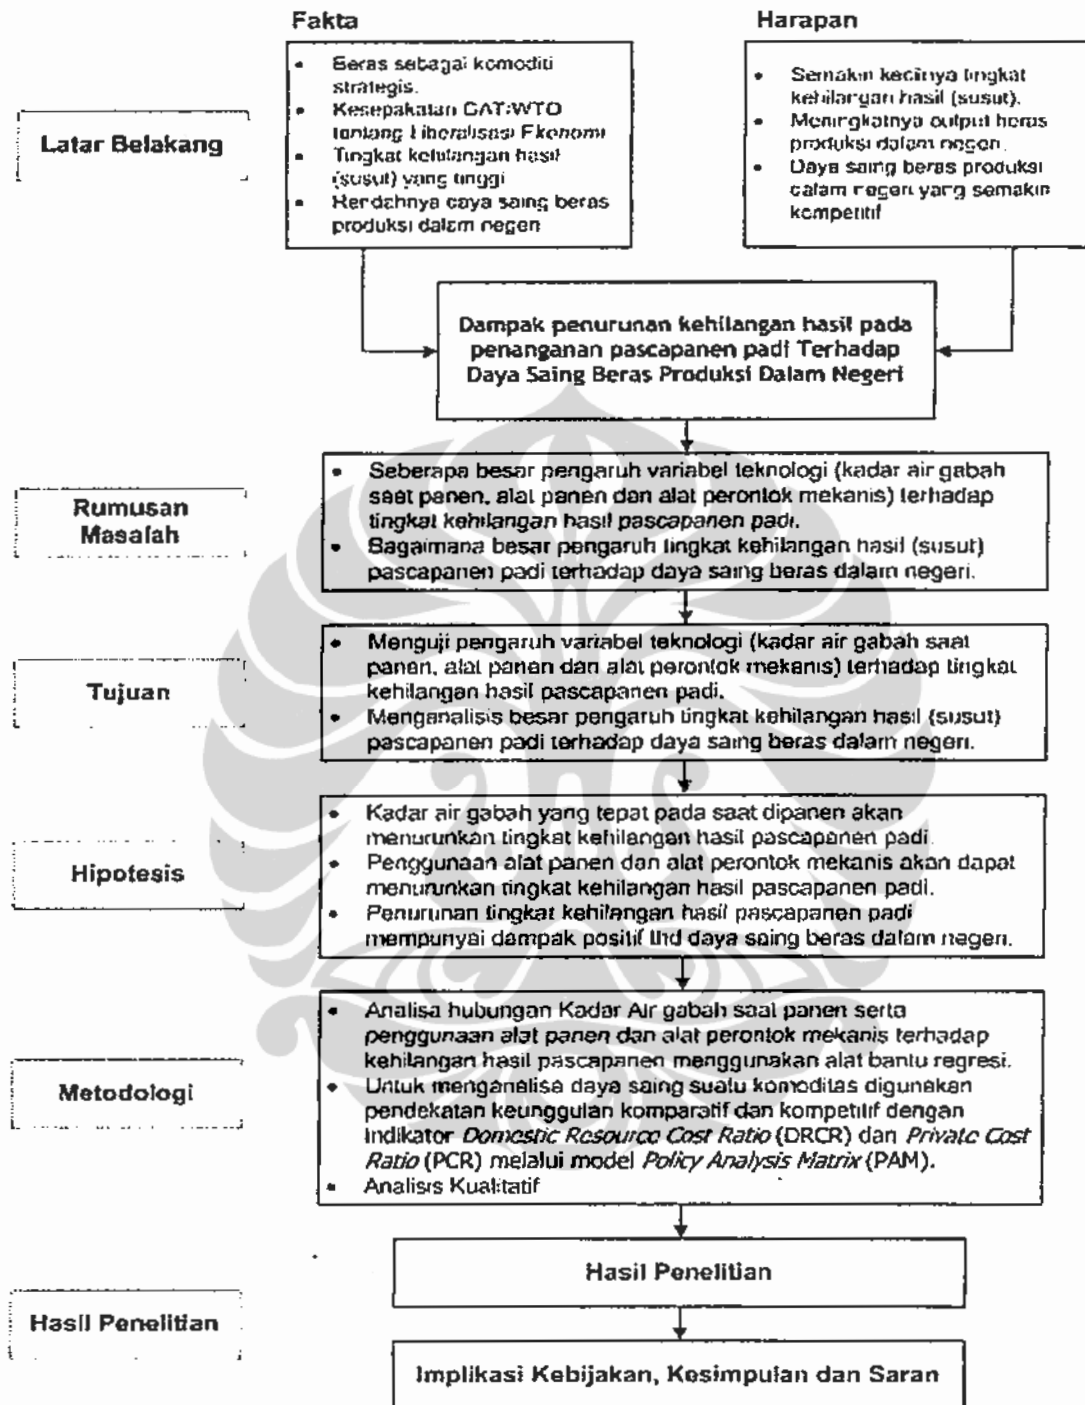 Fakta
Harapan
Latar Belakang
• Beras sebagai komoditi
strategis.
• Kesepakatan GAT:WTO
tentang Liberalisasi Ekonomi
• Tingkat kehilangan hasil
(susut) yang tinggi
• Rendahnya daya saing beras
produksi dalam negeri
• Semakin kecilnya tingkat
kehilangan hasil (susut).
• Meningkatnya output beras
produksi dalam negeri.
• Daya saing beras produksi
dalam negeri yang semakin
kompetitif
Dampak penurunan kehilangan hasil pada
penanganan pascapanen padi Terhadap
Daya Saing Beras Produksi Dalam Negeri
Rumusan
Masalah
• Seberapa besar pengaruh variabel teknologi (kadar air gabah
saat panen, alat panen dan alat perontok mekanis) terhadap
tingkat kehilangan hasil pascapanen padi.
• Bagaimana besar pengaruh tingkat kehilangan hasil (susut)
pascapanen padi terhadap daya saing beras dalam negeri.
Tujuan
• Menguji pengaruh variabel teknologi (kadar air gabah saat
panen, alat panen dan alat perontok mekanis) terhadap tingkat
kehilangan hasil pascapanen padi.
• Menganalisis besar pengaruh tingkat kehilangan hasil (susut)
pascapanen padi terhadap daya saing beras dalam negeri.
Hipotesis
• Kadar air gabah yang tepat pada saat dipanen akan
menurunkan tingkat kehilangan hasil pascapanen padi.
• Penggunaan alat panen dan alat perontok mekanis akan dapat
menurunkan tingkat kehilangan hasil pascapanen padi.
• Penurunan tingkat kehilangan hasil pascapanen padi
mempunyai dampak positif thd daya saing beras dalam negeri.
Metodologi
• Analisa hubungan Kadar Air gabah saat panen serta
penggunaan alat panen dan alat perontok mekanis terhadap
kehilangan hasil pascapanen menggunakan alat bantu regresi.
• Untuk menganalisa daya saing suatu komoditas digunakan
pendekatan keunggulan komparatif dan kompetitif dengan
Indikator Domestic Resource Cost Ratio (DRCR) dan Private Cost
Ratio (PCR) melalui model Policy Analysis Matrix (PAM).
• Analisis Kualitatif
Hasil Penelitian
Hasil Penelitian
Implikasi Kebijakan, Kesimpulan dan Saran